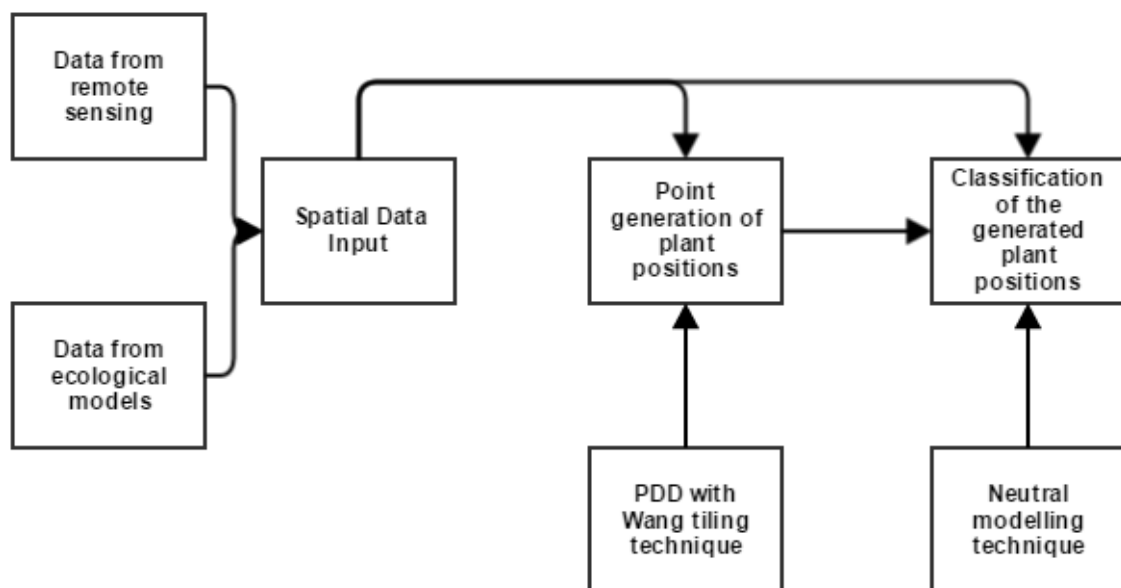 Data from
remote
sensing
Spatial Data
Input
Data from
ecological
models
Point
generation of
plant
positions
Classification
of the
generated
plant
positions
PDD with
Wang tiling
technique
Neutral
modelling
technique